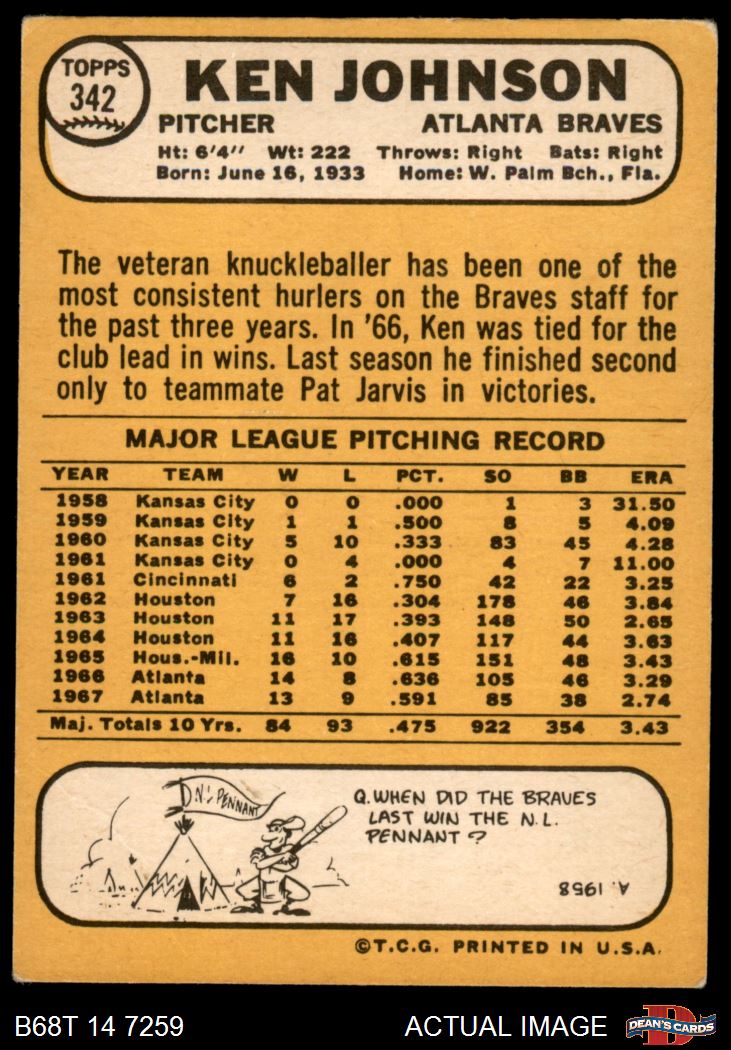 TOPPS
342
KEN JOHNSON
PITCHER ATLANTA BRAVES
Ht: 6'4" Wt: 222 Throws: Right Bats: Right
Born: June 16, 1933 Home: W. Palm Bch., Fla.
The veteran knuckleballer has been one of the
most consistent hurlers on the Braves staff for
the past three years. In '66, Ken was tied for the
club lead in wins. Last season he finished second
only to teammate Pat Jarvis in victories.
MAJOR LEAGUE PITCHING RECORD
YEAR TEAM W L PCT. SO BB ERA
1958 Kansas City 0 0 .000 1 3 31.50
1959 Kansas City 1 1 .500 8 5 4.09
1960 Kansas City 5 10 .333 83 45 4.28
1961 Kansas City 0 4 .000 4 7 11.00
1961 Cincinnati 6 2 .750 42 22 3.25
1962 Houston 7 16 .304 178 46 3.84
1963 Houston 11 17 .393 148 50 2.65
1964 Houston 11 16 .407 117 44 3.63
1965 Hous.-Mil. 16 10 .615 151 48 3.43
1966 Atlanta 14 8 .636 105 46 3.29
1967 Atlanta 13 9 .591 85 38 2.74
Maj. Totals 10 Yrs. 84 93 .475 922 354 3.43
N.L. PENNANT
Q. WHEN DID THE BRAVES
LAST WIN THE N.L.
PENNANT?
A. 1958
©T.C.G. PRINTED IN U.S.A.
B68T 14 7259 ACTUAL IMAGE
D
DEAN'S CARDS